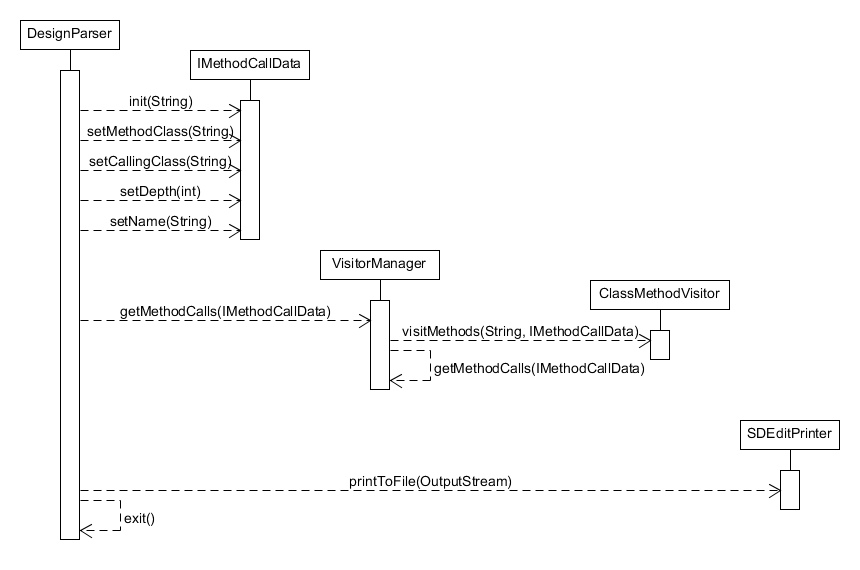 DesignParser
IMethodCallData
init(String)
setMethodClass(String)
setCallingClass(String)
setDepth(int)
setName(String)
VisitorManager
ClassMethodVisitor
getMethodCalls(IMethodCallData)
visitMethods(String, IMethodCallData)
getMethodCalls(IMethodCallData)
SDEditPrinter
printToFile(OutputStream)
exit()